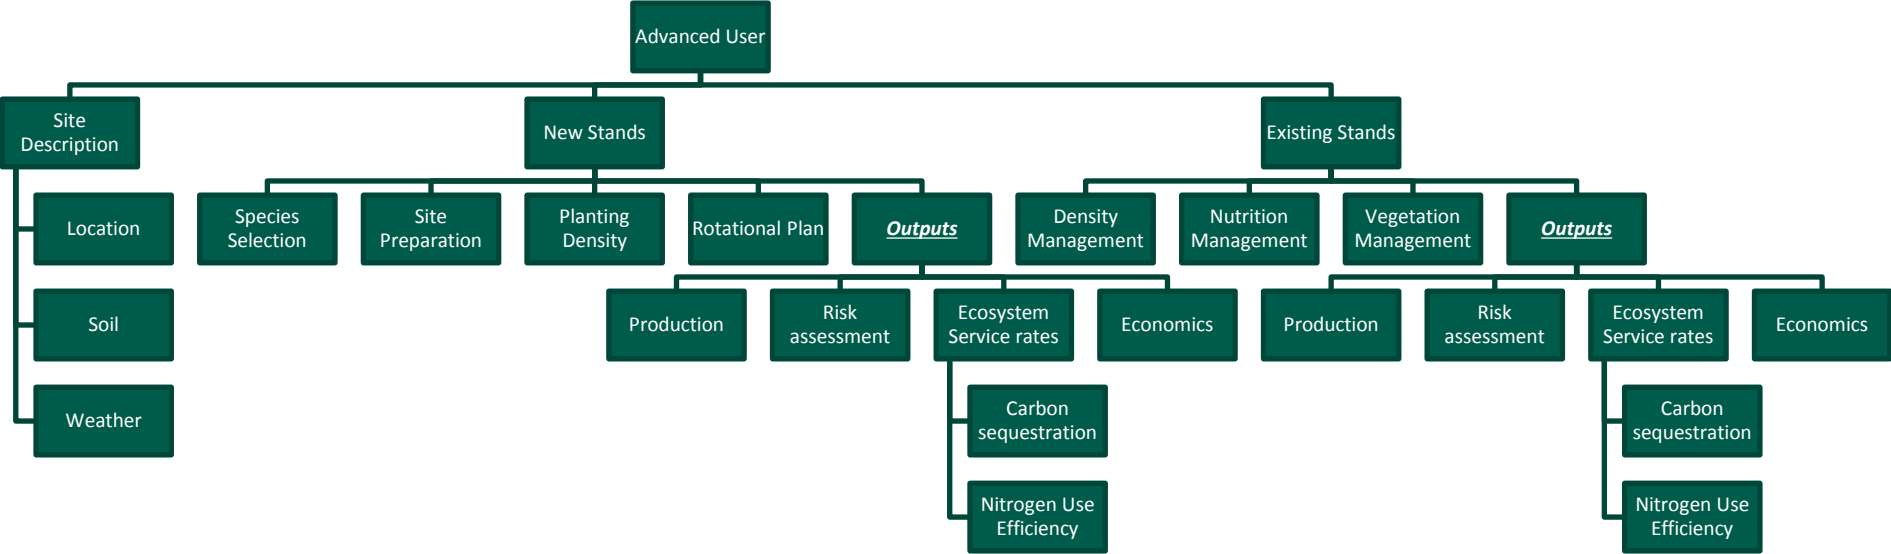 Advanced User
Site
Description
New Stands
Existing Stands
Location
Species
Selection
Site
Preparation
Planting
Density
Rotational Plan
Outputs
Density
Management
Nutrition
Management
Vegetation
Management
Outputs
Soil
Production
Risk
assessment
Ecosystem
Service rates
Economics
Production
Risk
assessment
Ecosystem
Service rates
Economics
Weather
Carbon
sequestration
Carbon
sequestration
Nitrogen Use
Efficiency
Nitrogen Use
Efficiency